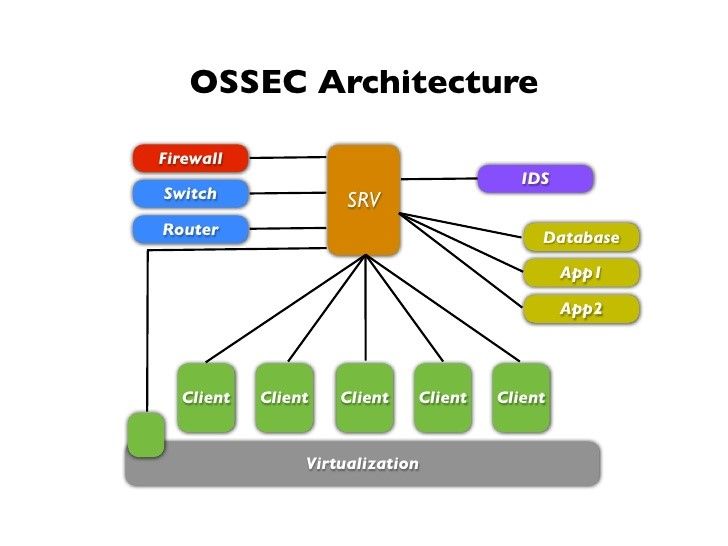 OSSEC Architecture
Firewall
Switch
Router
SRV
IDS
Database
App1
App2
Client
Client
Client
Client
Client
Virtualization